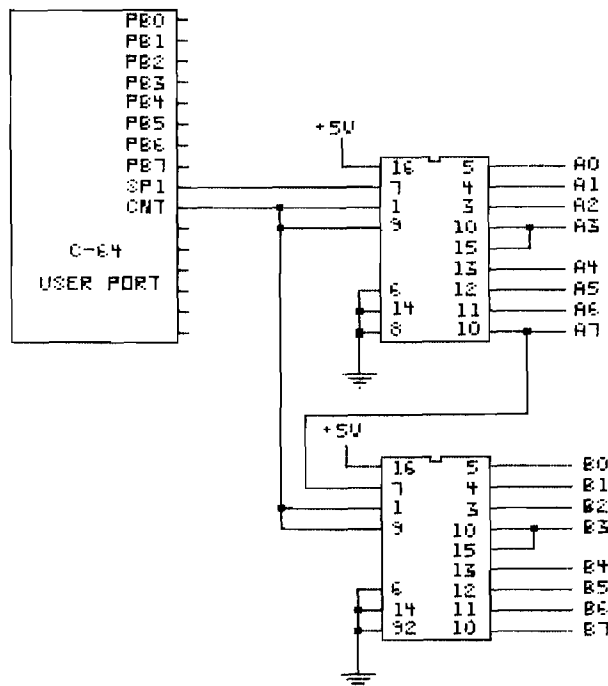 PB0
PB1
PB2
PB3
PB4
PB5
PB6
PB7
SP1
CNT
C-64
USER PORT
+5V
16 5 A0
7 4 A1
1 3 A2
9 10 A3
15
13 A4
6 12 A5
14 11 A6
8 10 A7
+5V
16 5 B0
7 4 B1
1 3 B2
9 10 B3
15
13 B4
6 12 B5
14 11 B6
92 10 B7